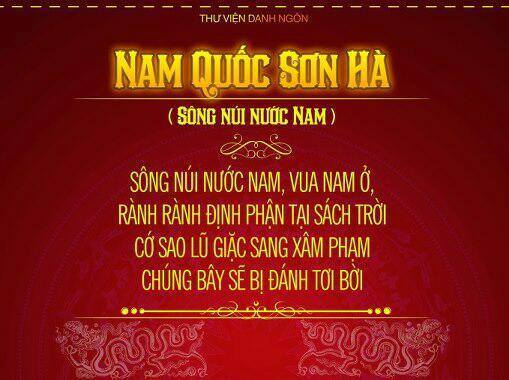 THƯ VIỆN DANH NGÔN
NAM QUỐC SƠN HÀ
( SÔNG NÚI NƯỚC NAM )
SÔNG NÚI NƯỚC NAM, VUA NAM Ở,
RÀNH RÀNH ĐỊNH PHẬN TẠI SÁCH TRỜI
CỚ SAO LŨ GIẶC SANG XÂM PHẠM
CHÚNG BÂY SẼ BỊ ĐÁNH TƠI BỜI